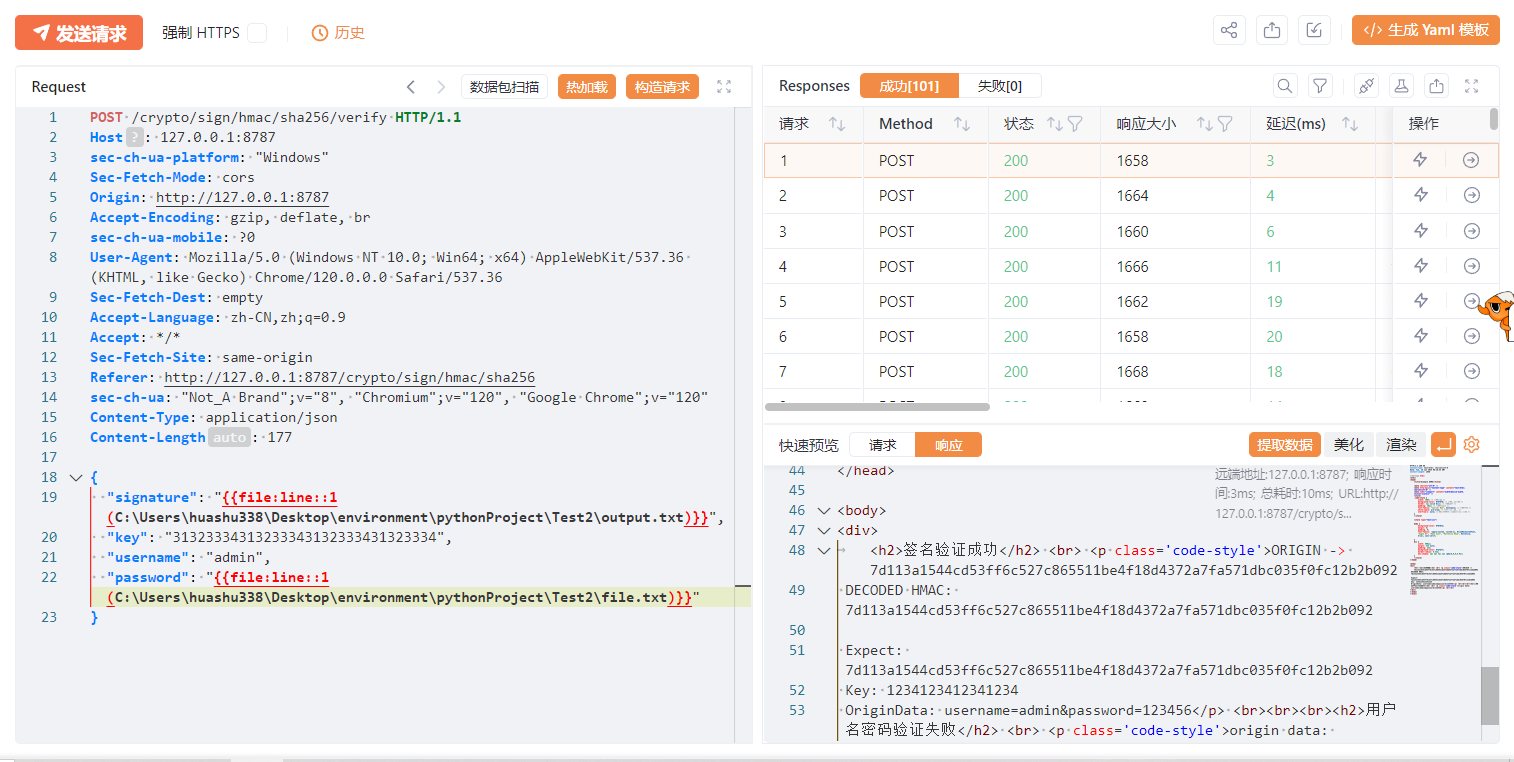 发送请求 强制 HTTPS 历史 </> 生成 Yaml 模板
Request 数据包扫描 热加载 构造请求
1 POST /crypto/sign/hmac/sha256/verify HTTP/1.1
2 Host ? : 127.0.0.1:8787
3 sec-ch-ua-platform: "Windows"
4 Sec-Fetch-Mode: cors
5 Origin: http://127.0.0.1:8787
6 Accept-Encoding: gzip, deflate, br
7 sec-ch-ua-mobile: ?0
8 User-Agent: Mozilla/5.0 (Windows NT 10.0; Win64; x64) AppleWebKit/537.36
(KHTML, like Gecko) Chrome/120.0.0.0 Safari/537.36
9 Sec-Fetch-Dest: empty
10 Accept-Language: zh-CN,zh;q=0.9
11 Accept: */*
12 Sec-Fetch-Site: same-origin
13 Referer: http://127.0.0.1:8787/crypto/sign/hmac/sha256
14 sec-ch-ua: "Not_A Brand";v="8", "Chromium";v="120", "Google Chrome";v="120"
15 Content-Type: application/json
16 Content-Length auto : 177
17
18 {
19 "signature": "{{file:line::1
(C:\Users\huashu338\Desktop\environment\pythonProject\Test2\output.txt)}}",
20 "key": "31323334313233343132333431323334",
21 "username": "admin",
22 "password": "{{file:line::1
(C:\Users\huashu338\Desktop\environment\pythonProject\Test2\file.txt)}}"
23 }
Responses 成功[101] 失败[0]
请求 Method 状态 响应大小 延迟(ms) 操作
1 POST 200 1658 3
2 POST 200 1664 4
3 POST 200 1660 6
4 POST 200 1666 11
5 POST 200 1662 19
6 POST 200 1658 20
7 POST 200 1668 18
快速预览 请求 响应 提取数据 美化 渲染
远端地址:127.0.0.1:8787; 响应时
间:3ms; 总耗时:10ms; URL:http://
127.0.0.1:8787/crypto/s...
44 </head>
45
46 <body>
47 <div>
48 <h2>签名验证成功</h2> <br> <p class='code-style'>ORIGIN ->
7d113a1544cd53ff6c527c865511be4f18d4372a7fa571dbc035f0fc12b2b092
49 DECODED HMAC:
7d113a1544cd53ff6c527c865511be4f18d4372a7fa571dbc035f0fc12b2b092
50
51 Expect:
7d113a1544cd53ff6c527c865511be4f18d4372a7fa571dbc035f0fc12b2b092
52 Key: 1234123412341234
53 OriginData: username=admin&password=123456</p> <br><br><br><h2>用户
名密码验证失败</h2> <br> <p class='code-style'>origin data: